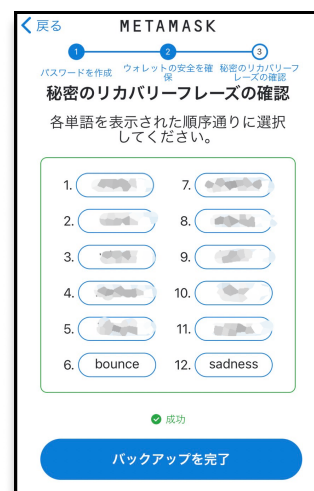 戻る METAMASK
1 2 3
パスワードを作成 ウォレットの安全を確保 秘密のリカバリーフレーズの確認
秘密のリカバリーフレーズの確認
各単語を表示された順序通りに選択
してください。
1. 7.
2. 8.
3. 9.
4. 10.
5. 11.
6. bounce 12. sadness
成功
バックアップを完了